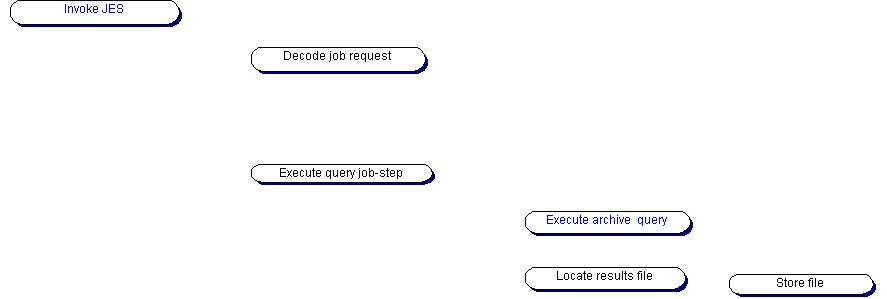 Invoke JES
Decode job request
Execute query job-step
Execute archive  query
Locate results file
Store file